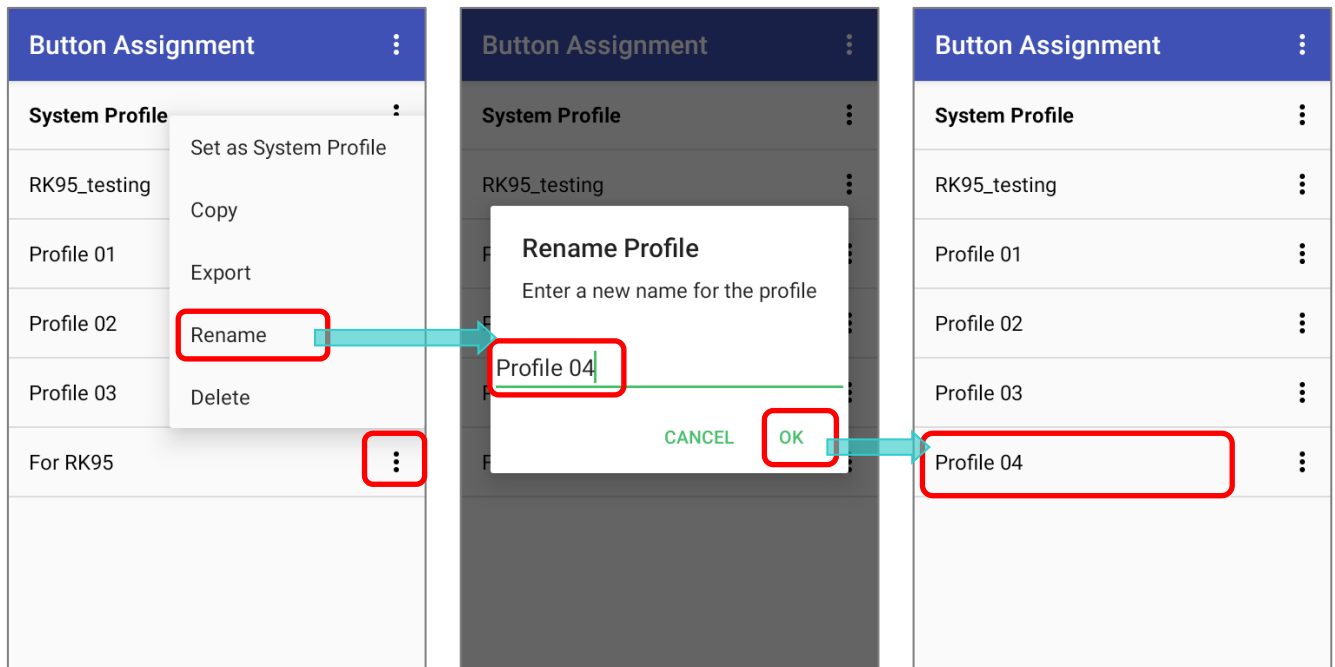 Button Assignment
System Profile
RK95_testing
Profile 01
Profile 02
Profile 03
For RK95
Set as System Profile
Copy
Export
Rename
Delete
Button Assignment
System Profile
RK95_testing
Rename Profile
Enter a new name for the profile
Profile 04
CANCEL OK
Button Assignment
System Profile
RK95_testing
Profile 01
Profile 02
Profile 03
Profile 04